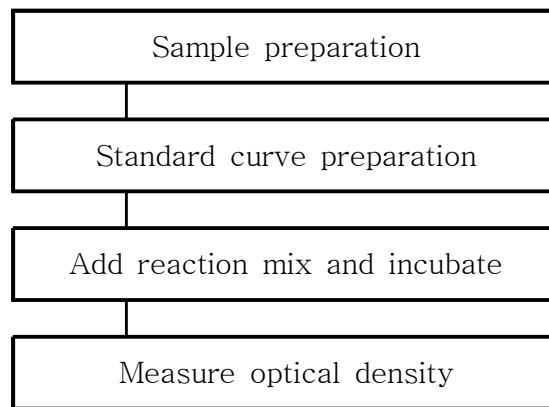 Sample preparation
Standard curve preparation
Add reaction mix and incubate
Measure optical density